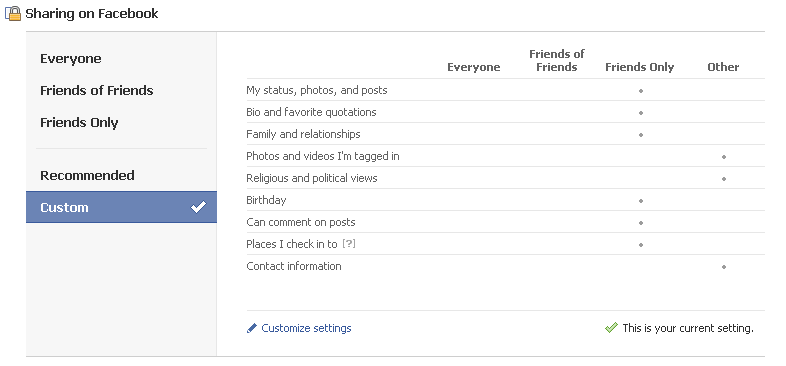 Sharing on Facebook
Everyone
Friends of Friends
Friends Only
Recommended
Custom
Everyone Friends of Friends Friends Only Other
My status, photos, and posts
Bio and favorite quotations
Family and relationships
Photos and videos I'm tagged in
Religious and political views
Birthday
Can comment on posts
Places I check in to [?]
Contact information
Customize settings
This is your current setting.